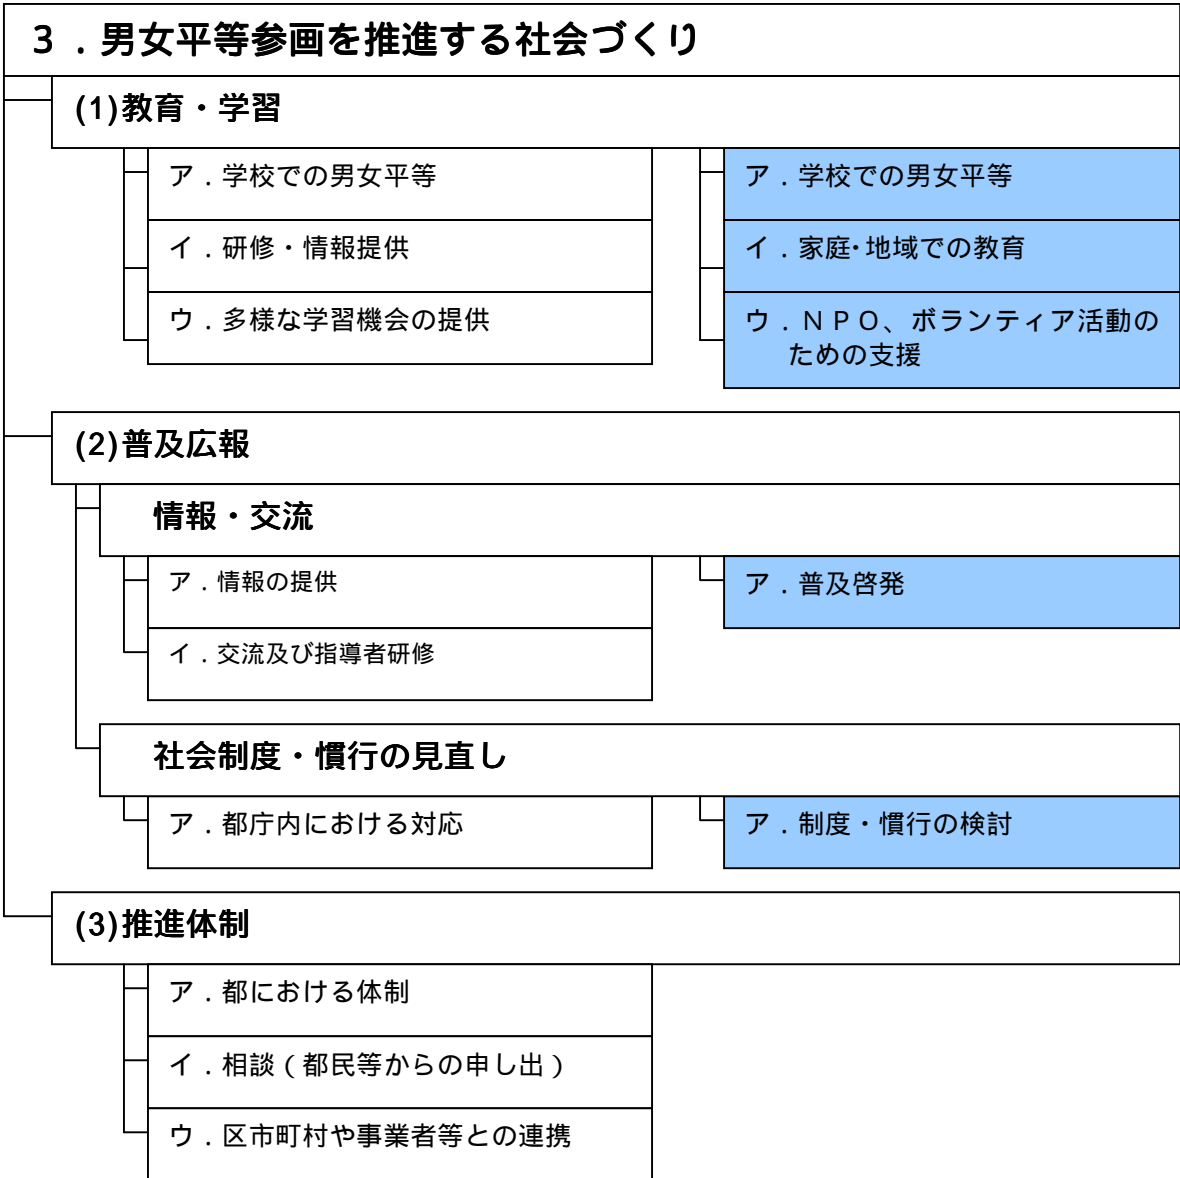 ３．男女平等参画を推進する社会づくり
(1)教育・学習
ア．学校での男女平等
イ．研修・情報提供
ウ．多様な学習機会の提供
ア．学校での男女平等
イ．家庭・地域での教育
ウ．ＮＰＯ、ボランティア活動の
ための支援
(2)普及広報
情報・交流
ア．情報の提供
イ．交流及び指導者研修
ア．普及啓発
社会制度・慣行の見直し
ア．都庁内における対応
ア．制度・慣行の検討
(3)推進体制
ア．都における体制
イ．相談（都民等からの申し出）
ウ．区市町村や事業者等との連携